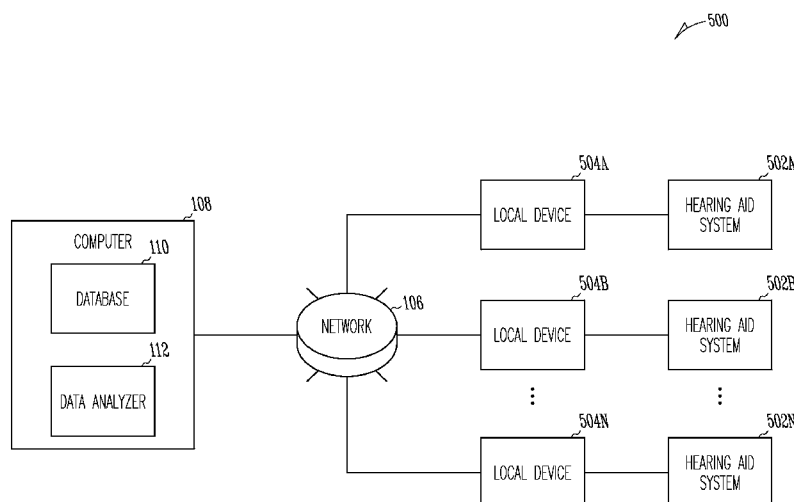 500
504A
502A
108
LOCAL DEVICE
HEARING AID
SYSTEM
COMPUTER
110
DATABASE
NETWORK
106
504B
502B
LOCAL DEVICE
HEARING AID
SYSTEM
112
DATA ANALYZER
504N
502N
LOCAL DEVICE
HEARING AID
SYSTEM